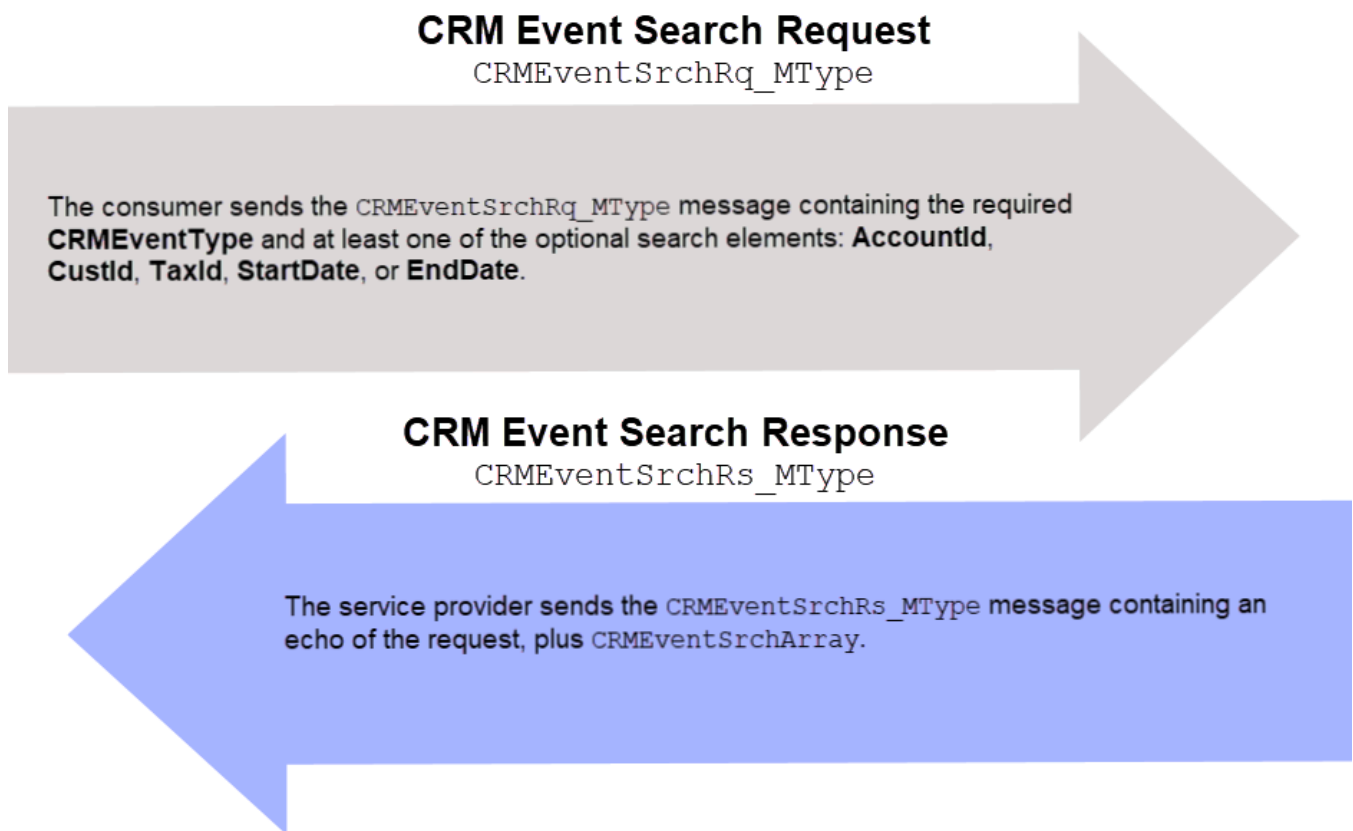 CRM Event Search Request
CRMEventSrchRq_MType
The consumer sends the CRMEventSrchRq_MType message containing the required
CRMEventType and at least one of the optional search elements: AccountId,
CustId, TaxId, StartDate, or EndDate.
CRM Event Search Response
CRMEventSrchRs_MType
The service provider sends the CRMEventSrchRs_MType message containing an
echo of the request, plus CRMEventSrchArray.